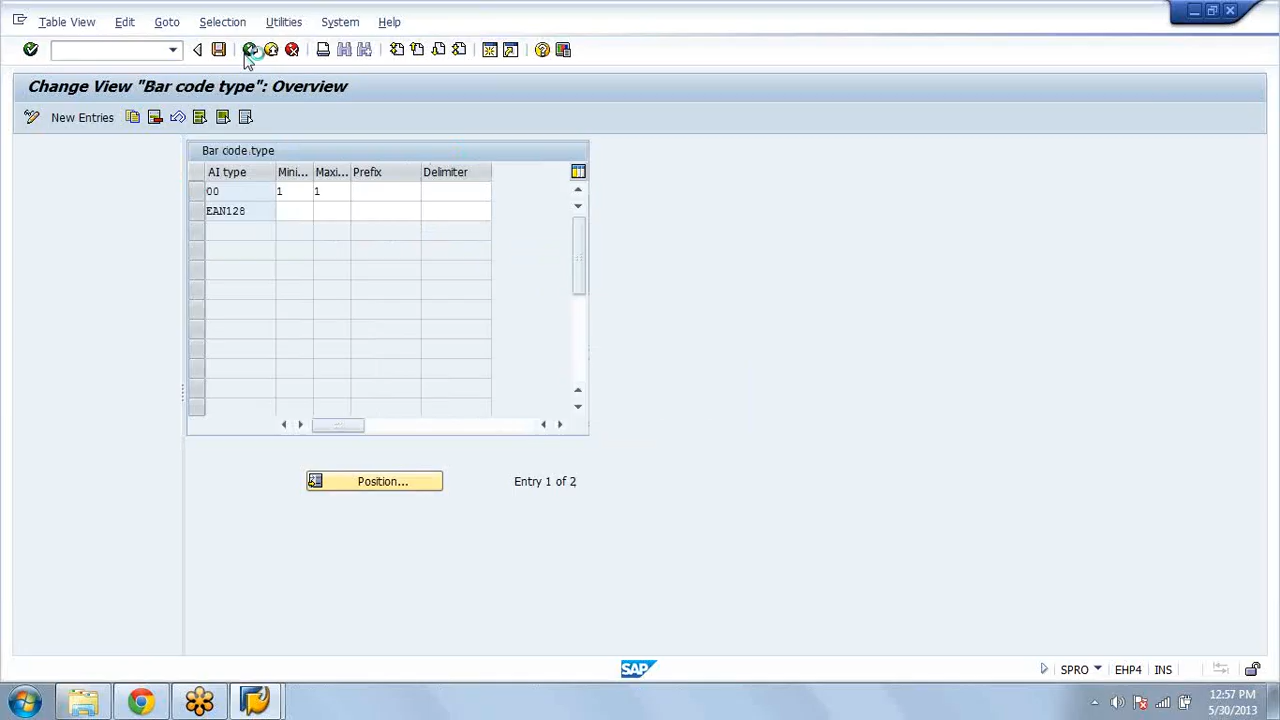 Table View Edit Goto Selection Utilities System Help
Change View "Bar code type": Overview
New Entries
Bar code type
AI type Mini... Maxi... Prefix Delimiter
00 1 1
EAN128
Position... Entry 1 of 2
SAP
SPRO EHP4 INS
12:57 PM
5/30/2013